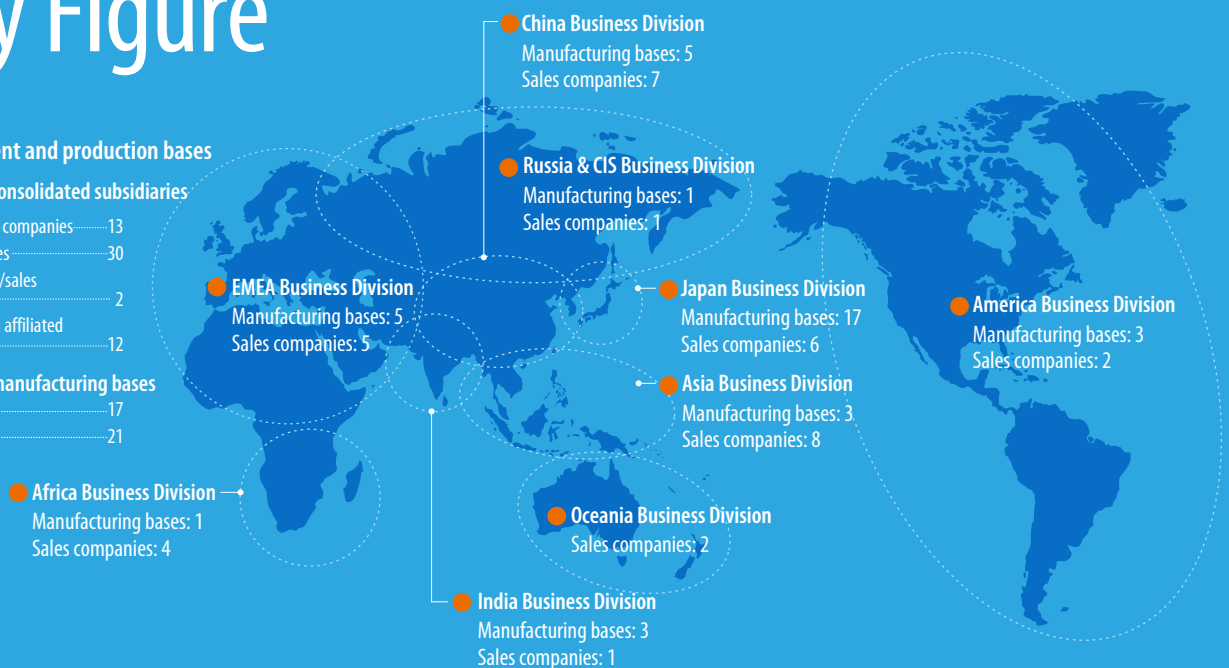 y Figure
ent and production bases
onsolidated subsidiaries
companies 13
es 30
/sales
2
affiliated
12
manufacturing bases
17
21
China Business Division
Manufacturing bases: 5
Sales companies: 7
Russia & CIS Business Division
Manufacturing bases: 1
Sales companies: 1
EMEA Business Division
Manufacturing bases: 5
Sales companies: 5
Japan Business Division
Manufacturing bases: 17
Sales companies: 6
America Business Division
Manufacturing bases: 3
Sales companies: 2
Asia Business Division
Manufacturing bases: 3
Sales companies: 8
Africa Business Division
Manufacturing bases: 1
Sales companies: 4
Oceania Business Division
Sales companies: 2
India Business Division
Manufacturing bases: 3
Sales companies: 1